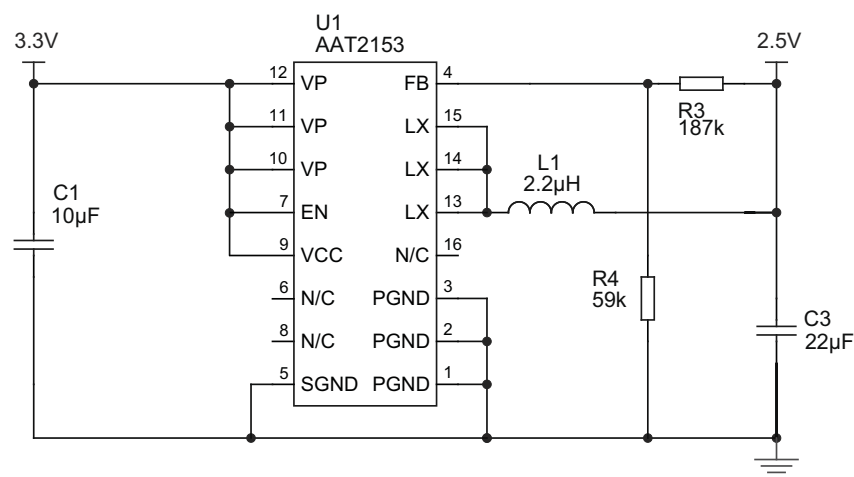 U1
AAT2153
3.3V
2.5V
12 VP
11 VP
10 VP
7 EN
9 VCC
6 N/C
8 N/C
5 SGND
FB 4
LX 15
LX 14
LX 13
N/C 16
PGND 3
PGND 2
PGND 1
C1
10µF
L1
2.2µH
R3
187k
R4
59k
C3
22µF